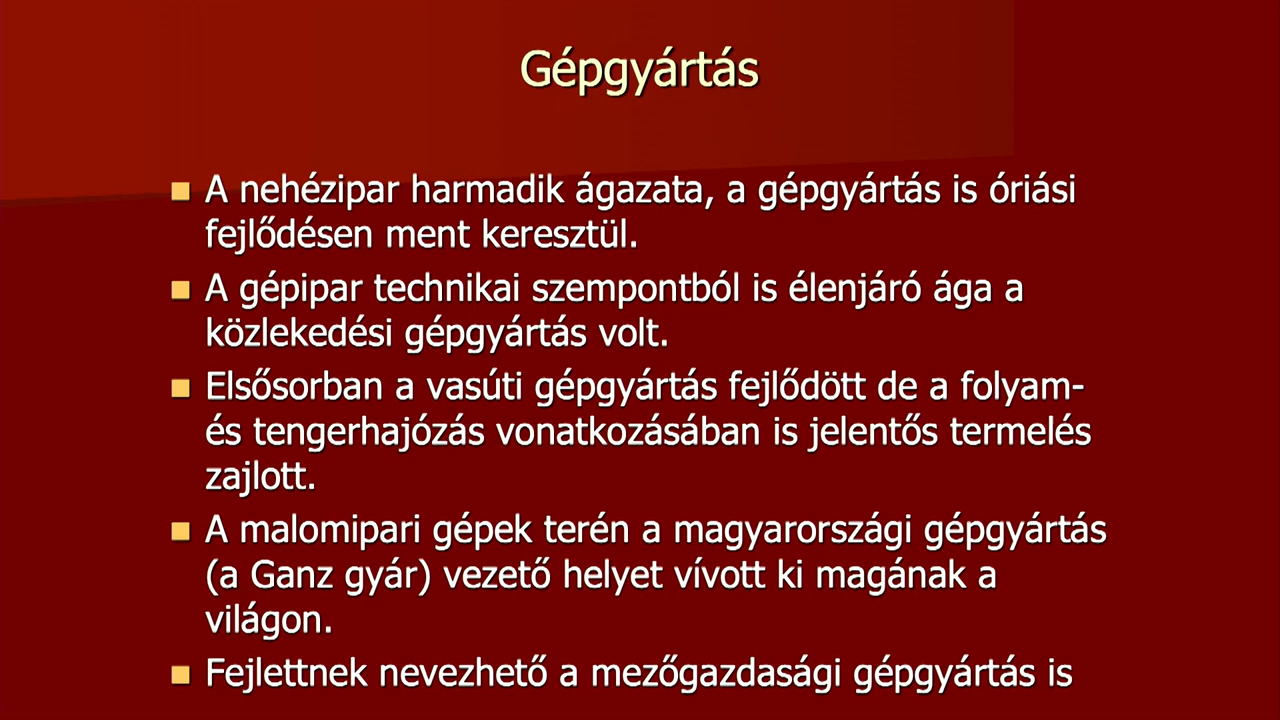 Gépgyártás
A nehézipar harmadik ágazata, a gépgyártás is óriási
fejlődésen ment keresztül.
A gépipar technikai szempontból is élenjáró ága a
közlekedési gépgyártás volt.
Elsősorban a vasúti gépgyártás fejlődött de a folyam-
és tengerhajózás vonatkozásában is jelentős termelés
zajlott.
A malomipari gépek terén a magyarországi gépgyártás
(a Ganz gyár) vezető helyet vívott ki magának a
világon.
Fejlettnek nevezhető a mezőgazdasági gépgyártás is